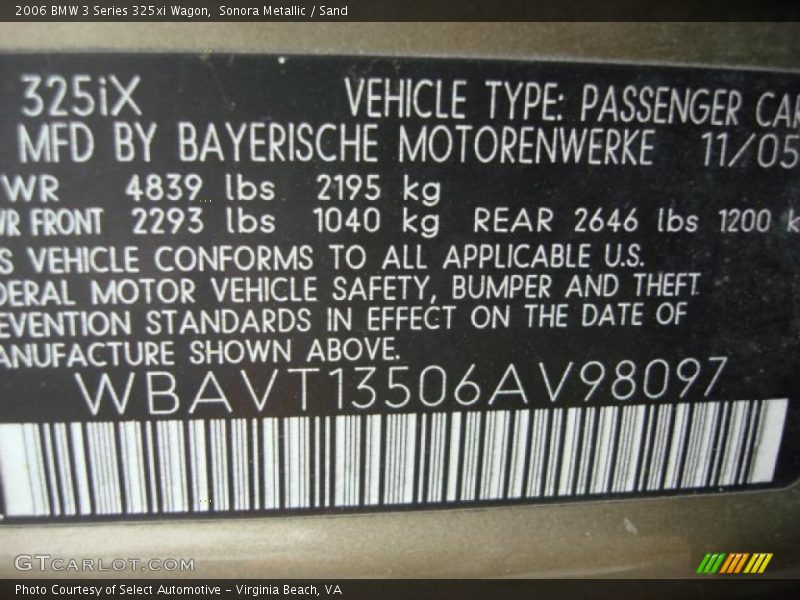 2006 BMW 3 Series 325xi Wagon,  Sonora Metallic / Sand
325iX VEHICLE TYPE: PASSENGER CAR
MFD BY BAYERISCHE MOTORENWERKE 11/05
WR 4839 lbs 2195 kg
WR FRONT 2293 lbs 1040 kg REAR 2646 lbs 1200 k
S VEHICLE CONFORMS TO ALL APPLICABLE U.S.
DERAL MOTOR VEHICLE SAFETY, BUMPER AND THEFT
EVENTION STANDARDS IN EFFECT ON THE DATE OF
ANUFACTURE SHOWN ABOVE.
WBAVT13506AV98097
GTCARLOT.COM
Photo Courtesy of Select Automotive - Virginia Beach, VA